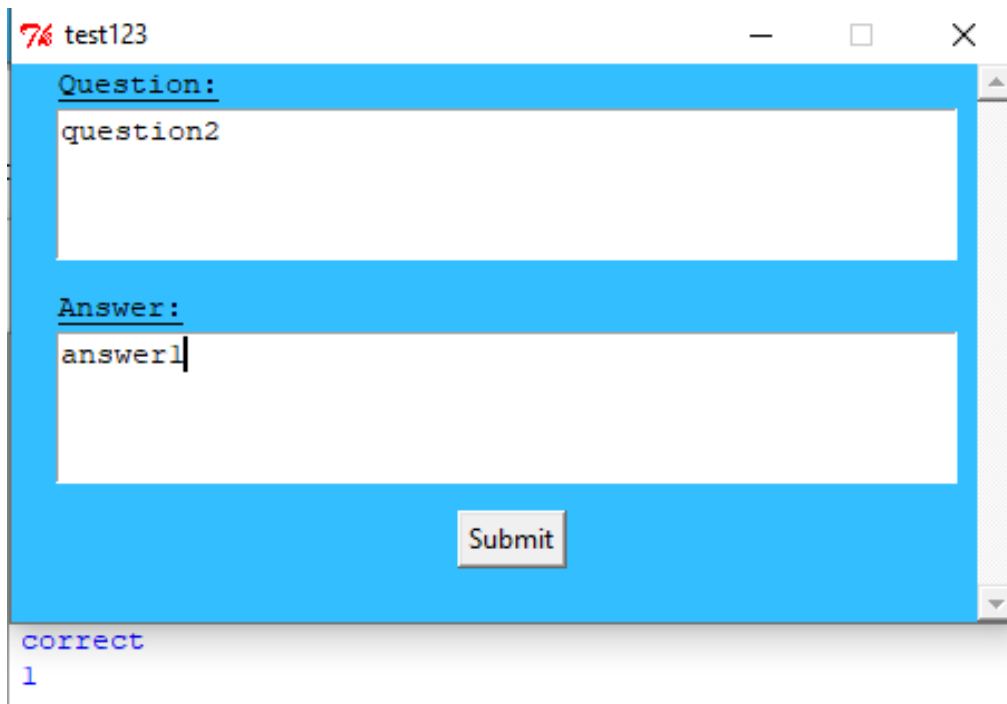 test123
Question:
question2
Answer:
answer1
Submit
correct
1